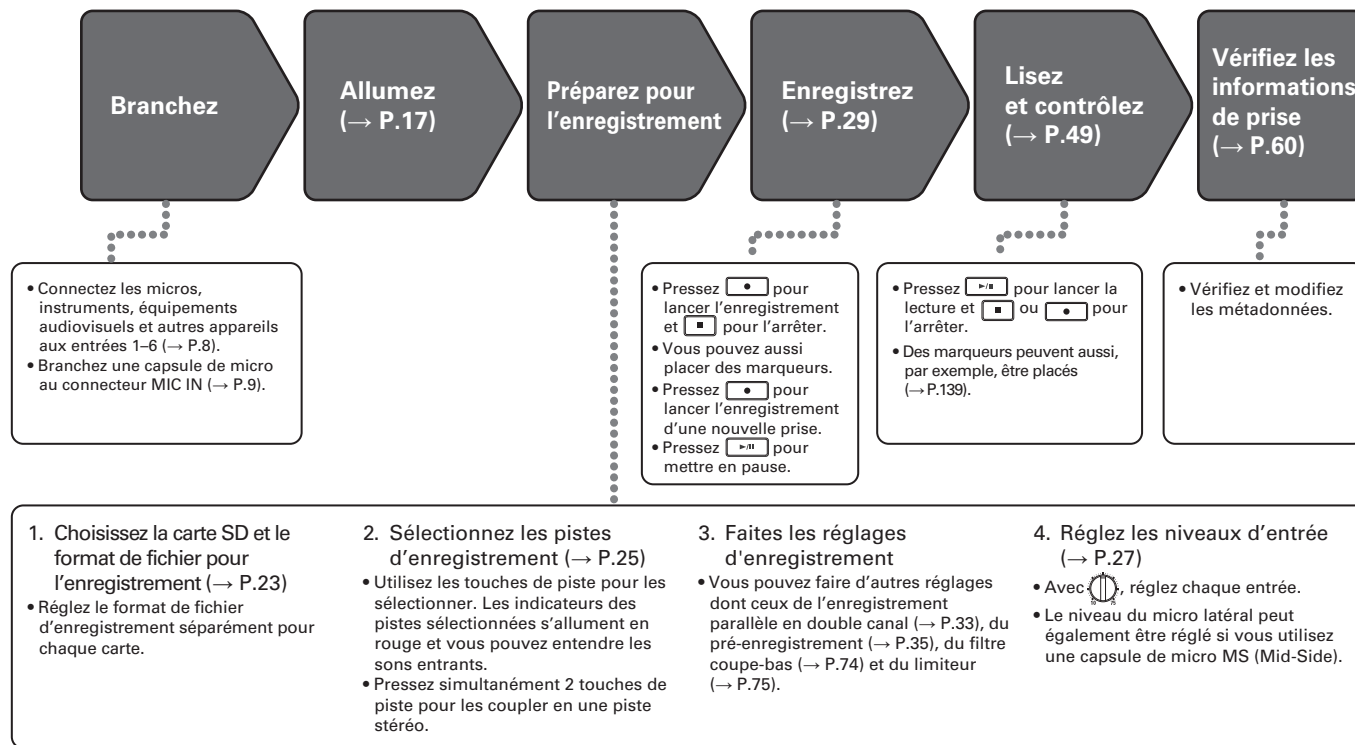 Branchez
Allumez
(→ P.17)
Préparez pour
l'enregistrement
Enregistrez
(→ P.29)
Lisez
et contrôlez
(→ P.49)
Vérifiez les
informations
de prise
(→ P.60)
• Connectez les micros,
instruments, équipements
audiovisuels et autres appareils
aux entrées 1–6 (→ P.8).
• Branchez une capsule de micro
au connecteur MIC IN (→ P.9).
• Pressez pour
lancer l’enregistrement
et pour l’arrêter.
• Vous pouvez aussi
placer des marqueurs.
• Pressez pour
lancer l’enregistrement
d’une nouvelle prise.
• Pressez pour
mettre en pause.
• Pressez pour lancer la
lecture et ou pour
l’arrêter.
• Des marqueurs peuvent aussi,
par exemple, être placés
(→ P.139).
• Vérifiez et modifiez
les métadonnées.
1. Choisissez la carte SD et le
format de fichier pour
l’enregistrement (→ P.23)
• Réglez le format de fichier
d’enregistrement séparément pour
chaque carte.
2. Sélectionnez les pistes
d’enregistrement (→ P.25)
• Utilisez les touches de piste pour les
sélectionner. Les indicateurs des
pistes sélectionnées s’allument en
rouge et vous pouvez entendre les
sons entrants.
• Pressez simultanément 2 touches de
piste pour les coupler en une piste
stéréo.
3. Faites les réglages
d'enregistrement
• Vous pouvez faire d’autres réglages
dont ceux de l’enregistrement
parallèle en double canal (→ P.33), du
pré-enregistrement (→ P.35), du filtre
coupe-bas (→ P.74) et du limiteur
(→ P.75).
4. Réglez les niveaux d’entrée
(→ P.27)
• Avec , réglez chaque entrée.
• Le niveau du micro latéral peut
également être réglé si vous utilisez
une capsule de micro MS (Mid-Side).